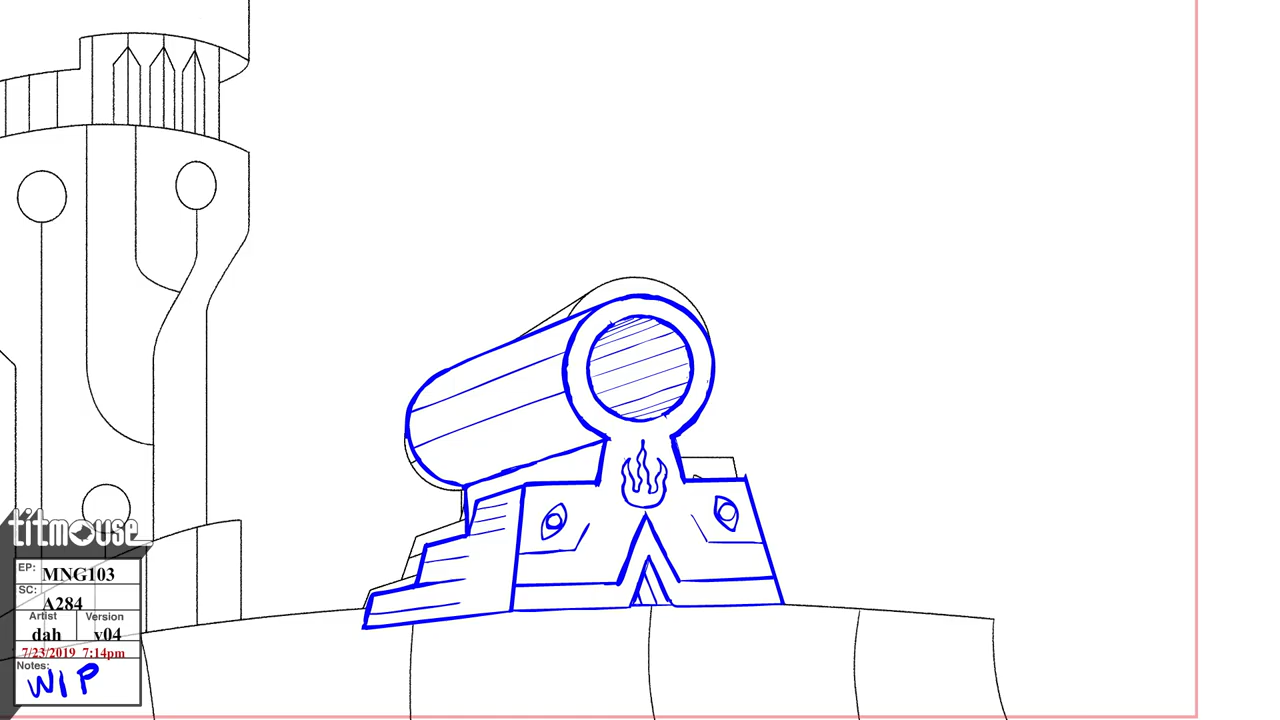 titmouse
EP: MNG103
SC: A284
Artist Version
dah v04
7/23/2019 7:14pm
Notes:
WIP